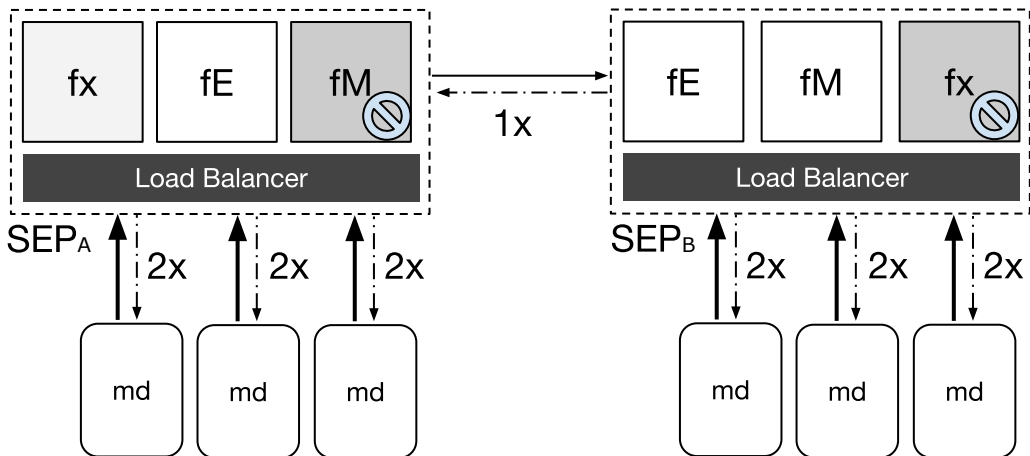 fx fE fM
fE fM fx
1x
Load Balancer
Load Balancer
SEPA
2x 2x 2x
SEPB
2x 2x 2x
md md md
md md md